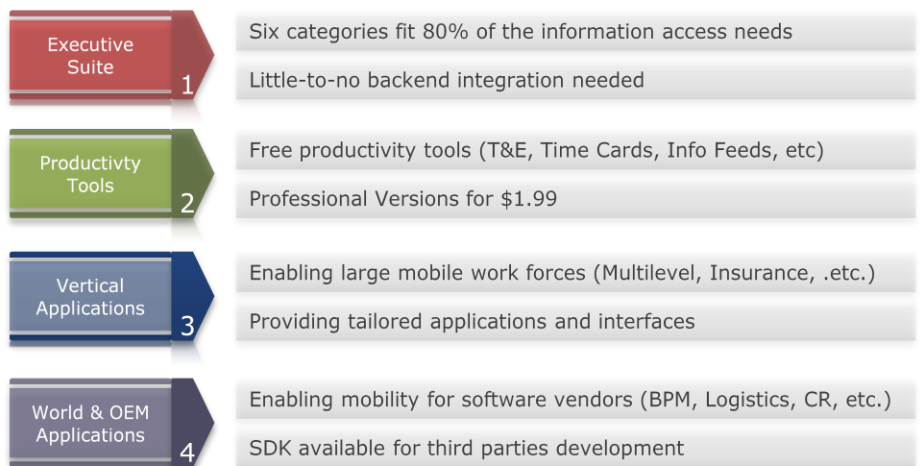 Executive
Suite
1
Six categories fit 80% of the information access needs
Little-to-no backend integration needed
Productivty
Tools
2
Free productivity tools (T&E, Time Cards, Info Feeds, etc)
Professional Versions for $1.99
Vertical
Applications
3
Enabling large mobile work forces (Multilevel, Insurance, .etc.)
Providing tailored applications and interfaces
World & OEM
Applications
4
Enabling mobility for software vendors (BPM, Logistics, CR, etc.)
SDK available for third parties development